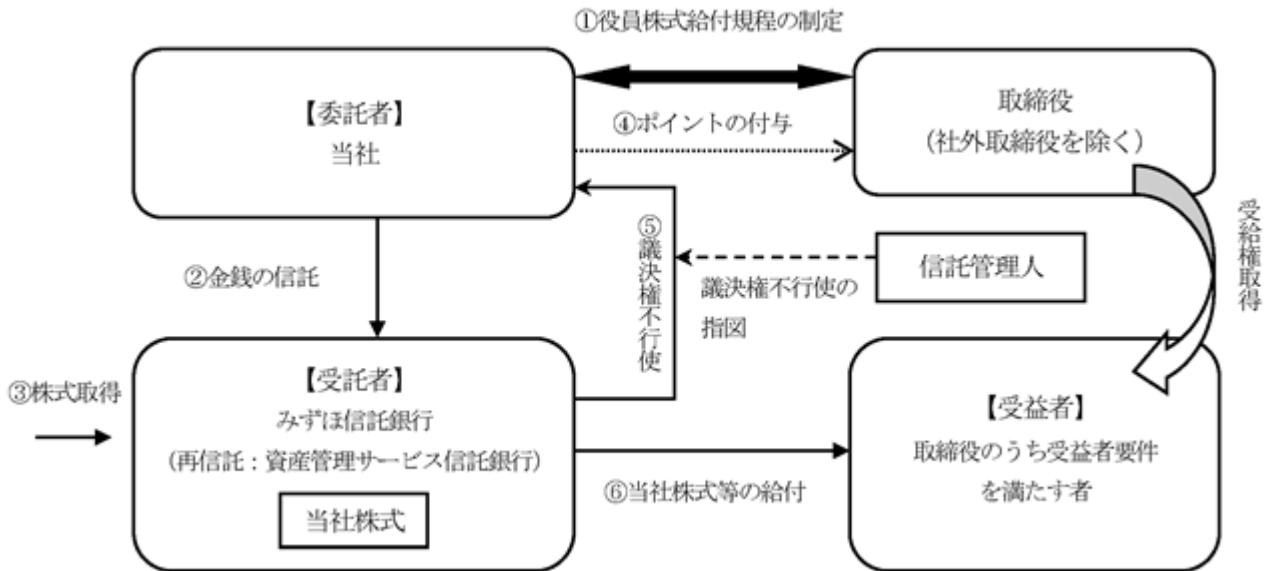 ①役員株式給付規程の制定
【委託者】
当社
④ポイントの付与
取締役
（社外取締役を除く）
②金銭の信託
⑤議決権不行使
議決権不行使の
指図
信託管理人
受給権取得
③株式取得
【受託者】
みずほ信託銀行
（再信託：資産管理サービス信託銀行）
当社株式
⑥当社株式等の給付
【受益者】
取締役のうち受益者要件
を満たす者